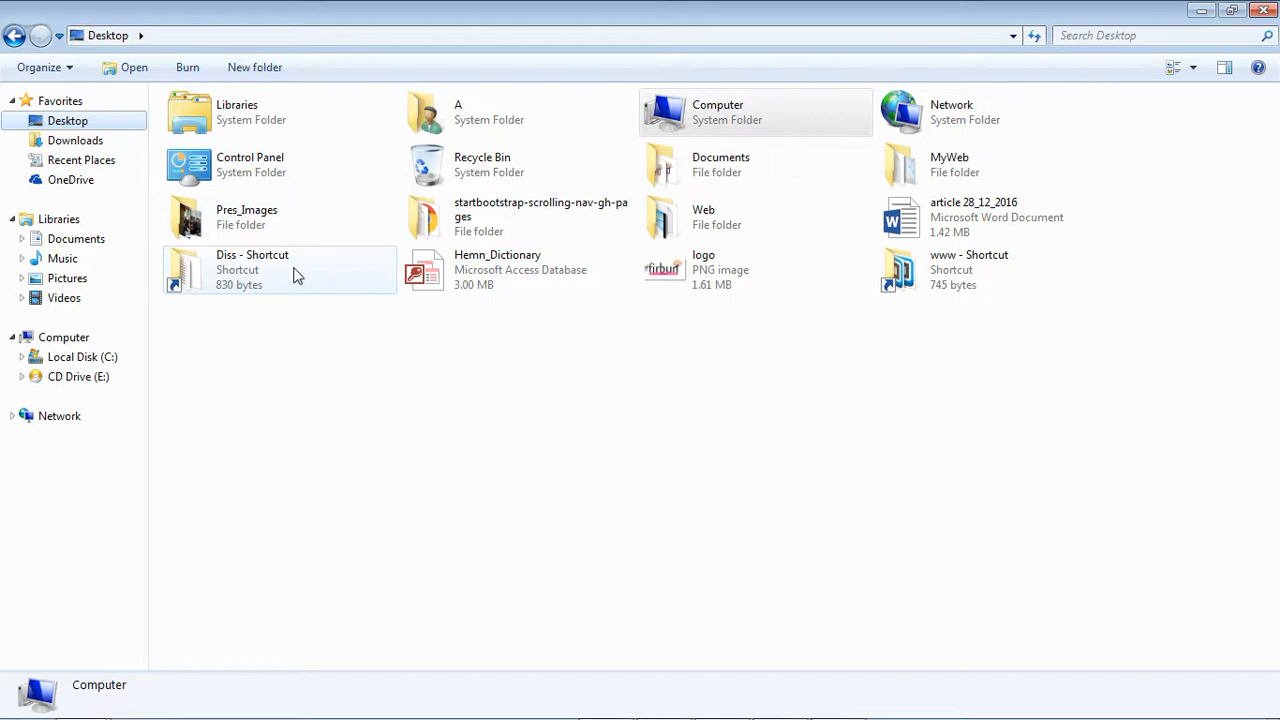 Desktop
Search Desktop
Organize
Open
Burn
New folder
Favorites
Desktop
Downloads
Recent Places
OneDrive
Libraries
Documents
Music
Pictures
Videos
Computer
Local Disk (C:)
CD Drive (E:)
Network
Libraries
System Folder
A
System Folder
Computer
System Folder
Network
System Folder
Control Panel
System Folder
Recycle Bin
System Folder
Documents
File folder
MyWeb
File folder
Pres_Images
File folder
startbootstrap-scrolling-nav-gh-pa
ges
File folder
Web
File folder
article 28_12_2016
Microsoft Word Document
1.42 MB
Diss - Shortcut
Shortcut
830 bytes
Hemn_Dictionary
Microsoft Access Database
3.00 MB
logo
PNG image
1.61 MB
www - Shortcut
Shortcut
745 bytes
Computer